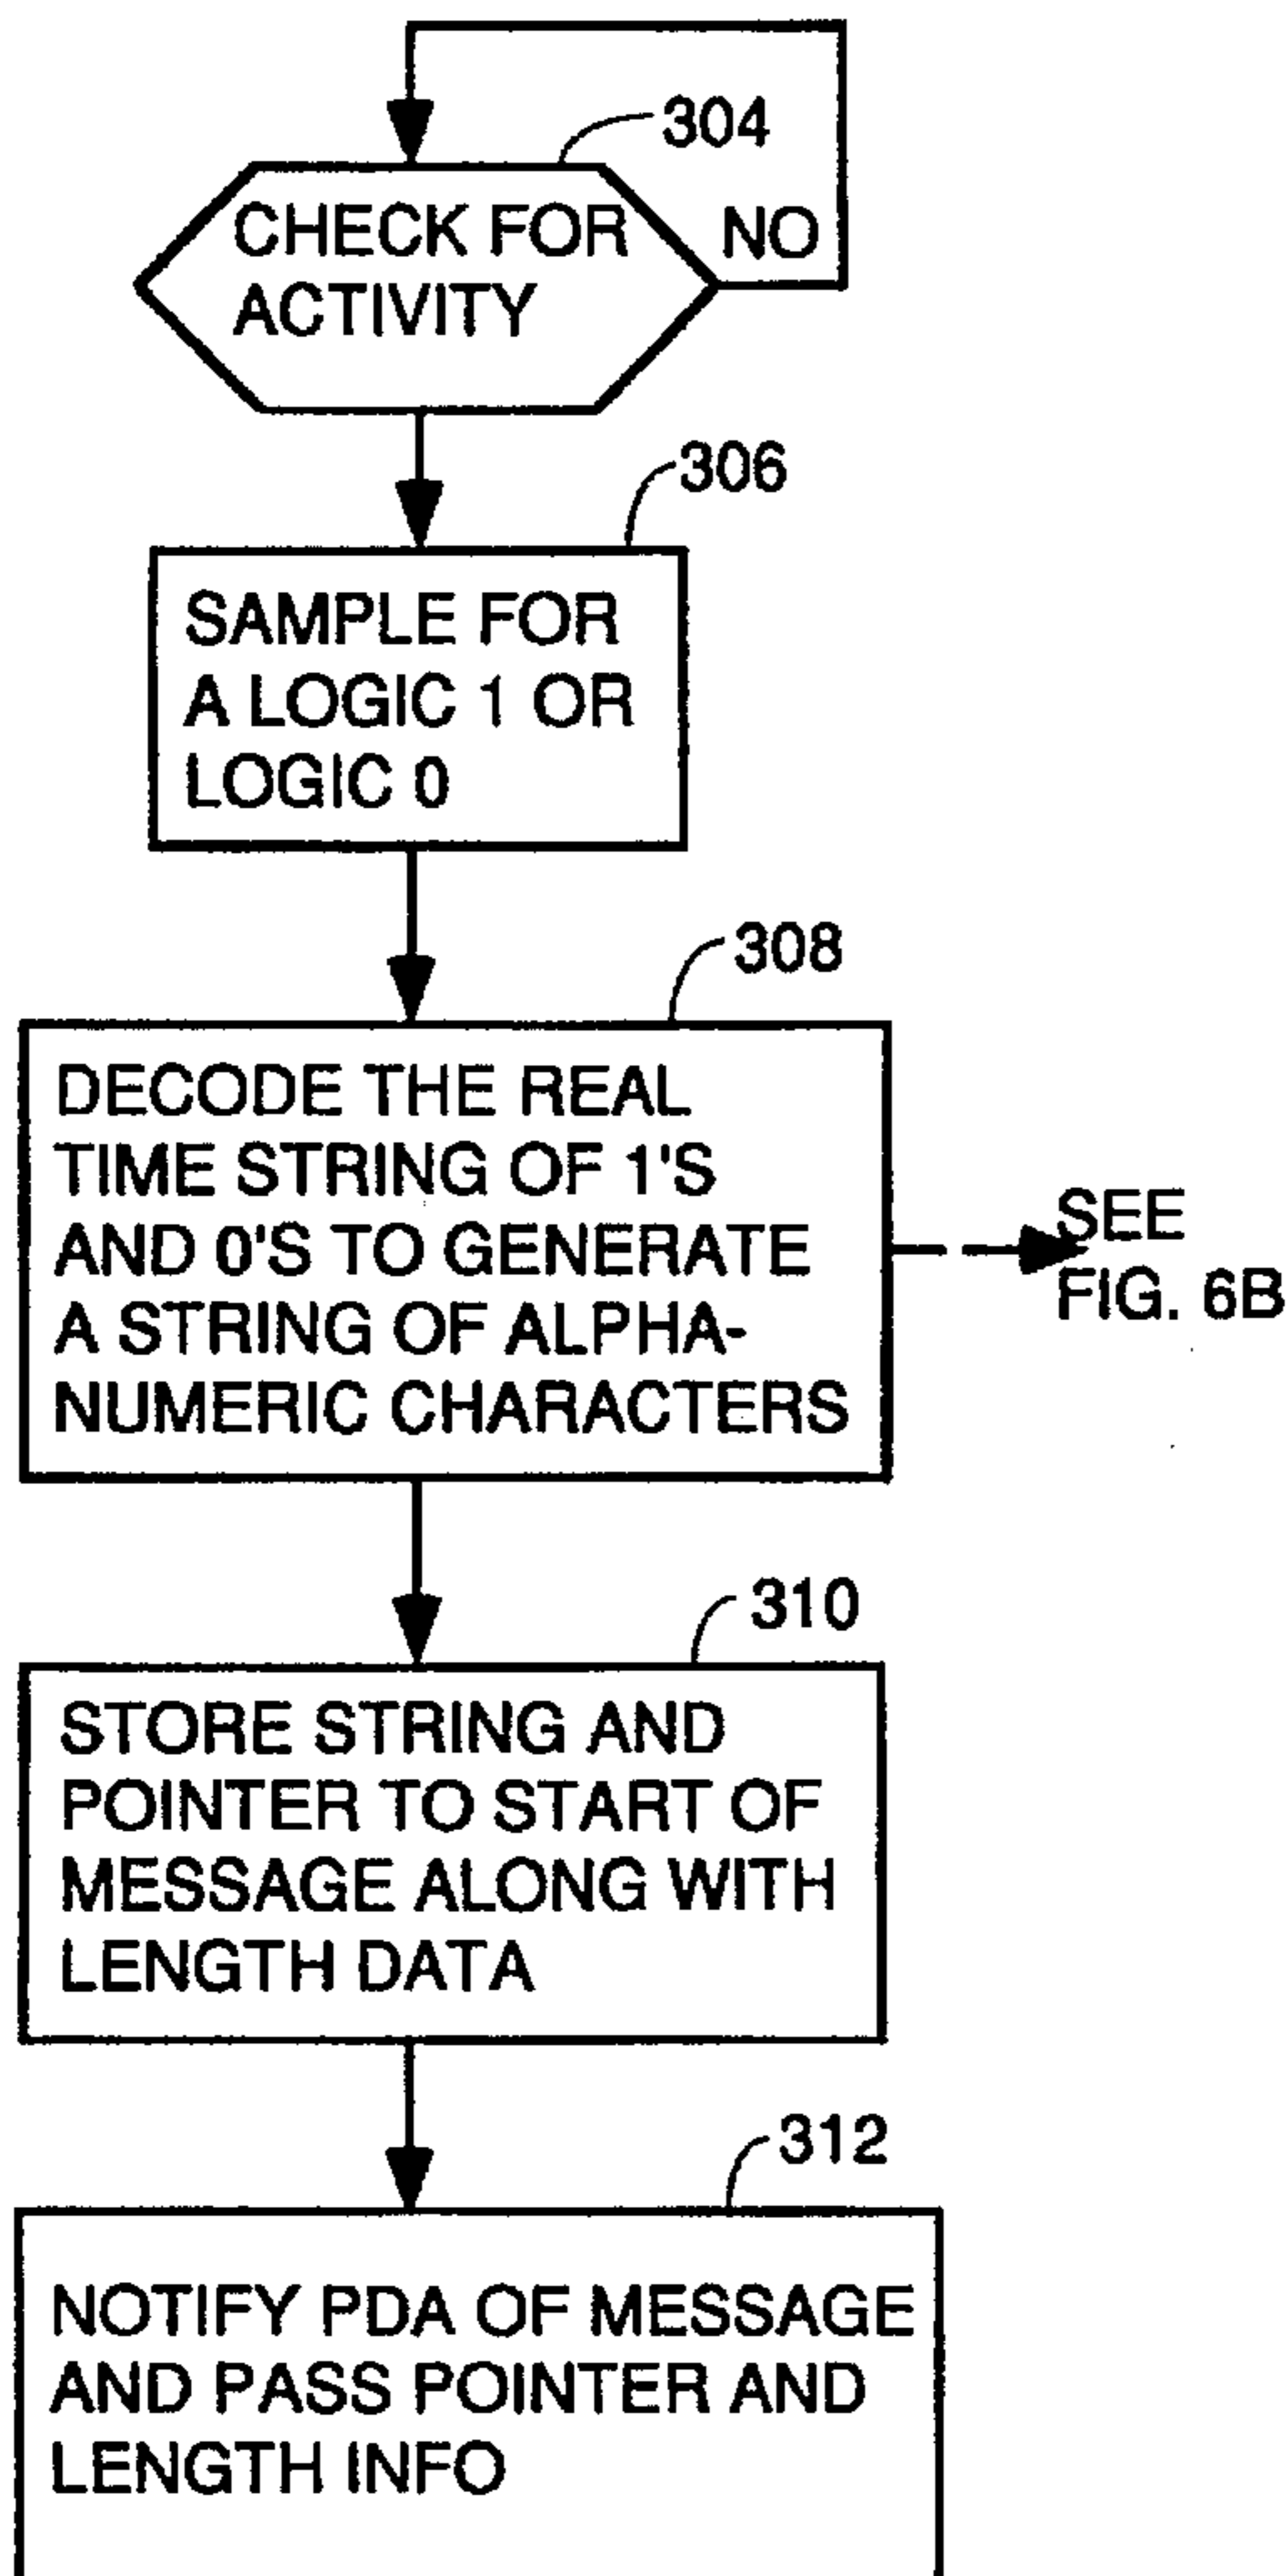 304
CHECK FOR
ACTIVITY
NO
306
SAMPLE FOR
A LOGIC 1 OR
LOGIC 0
308
DECODE THE REAL
TIME STRING OF 1'S
AND 0'S TO GENERATE
A STRING OF ALPHA-
NUMERIC CHARACTERS
SEE
FIG. 6B
310
STORE STRING AND
POINTER TO START OF
MESSAGE ALONG WITH
LENGTH DATA
312
NOTIFY PDA OF MESSAGE
AND PASS POINTER AND
LENGTH INFO